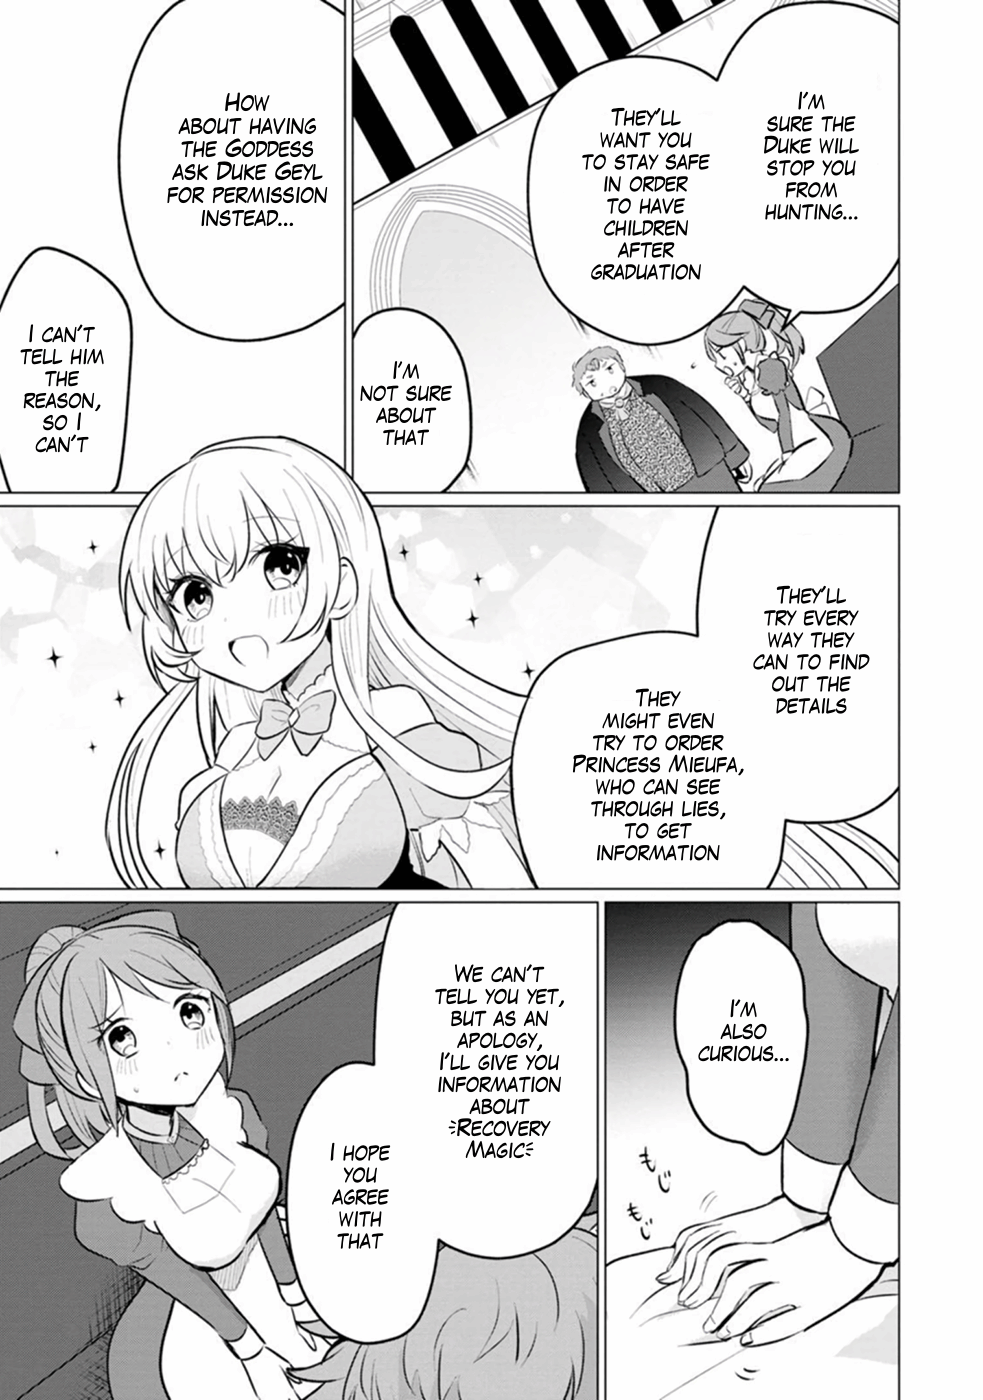 I'M
SURE THE
DUKE WILL
STOP YOU
FROM
HUNTING...
THEY'LL
WANT YOU
TO STAY SAFE
IN ORDER
TO HAVE
CHILDREN
AFTER
GRADUATION
I'M
NOT SURE
ABOUT
THAT
HOW
ABOUT HAVING
THE GODDESS
ASK DUKE GEYL
FOR PERMISSION
INSTEAD...
I CAN'T
TELL HIM
THE
REASON,
SO I
CAN'T
THEY'LL
TRY EVERY
WAY THEY
CAN TO FIND
OUT THE
DETAILS
THEY
MIGHT EVEN
TRY TO ORDER
PRINCESS MIEUFA,
WHO CAN SEE
THROUGH LIES,
TO GET
INFORMATION
I'M
ALSO
CURIOUS...
もじ
もじ
WE CAN'T
TELL YOU YET,
BUT AS AN
APOLOGY,
I'LL GIVE YOU
INFORMATION
ABOUT
RECOVERY
MAGIC
I HOPE
YOU
AGREE
WITH
THAT